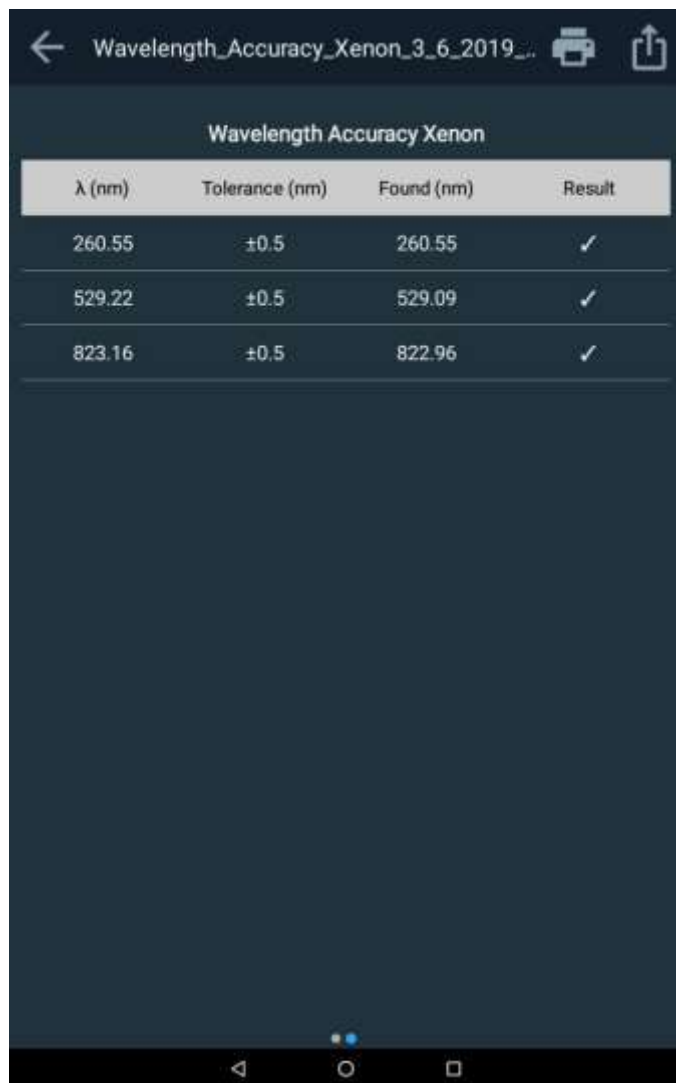 Wavelength_Accuracy_Xenon_3_6_2019_..
Wavelength Accuracy Xenon
λ (nm) Tolerance (nm) Found (nm) Result
260.55 ±0.5 260.55 ✓
529.22 ±0.5 529.09 ✓
823.16 ±0.5 822.96 ✓